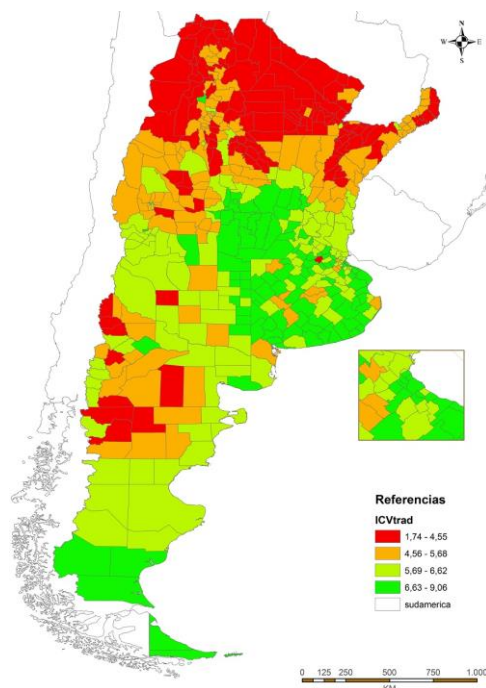 N
W E
S
Referencias
ICVtrad
1,74 - 4,55
4,56 - 5,68
5,69 - 6,62
6,63 - 9,06
sudamerica
0 125 250 500 750 1.000
KM